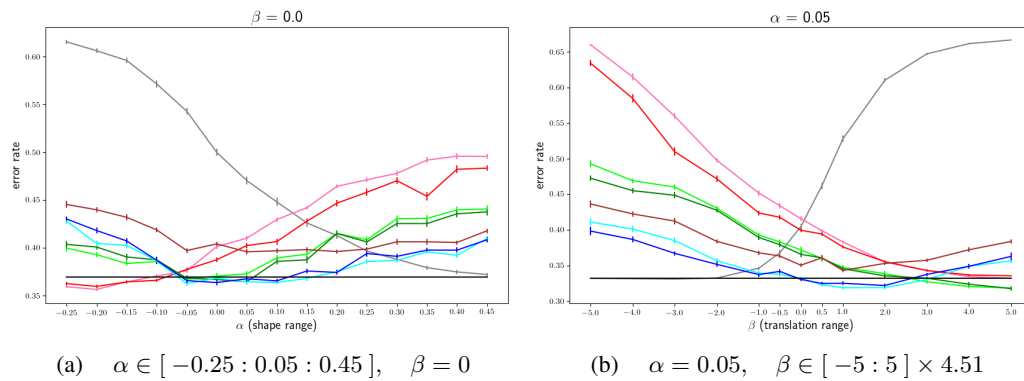 β = 0.0
error rate
0.60
0.55
0.50
0.45
0.40
0.35
−0.25 −0.20 −0.15 −0.10 −0.05 0.00 0.05 0.10 0.15 0.20 0.25 0.30 0.35 0.40 0.45
α (shape range)
(a) α ∈ [ −0.25 : 0.05 : 0.45 ], β = 0
α = 0.05
error rate
0.65
0.60
0.55
0.50
0.45
0.40
0.35
0.30
−5.0 −4.0 −3.0 −2.0 −1.0 −0.5 0.0 0.5 1.0 2.0 3.0 4.0 5.0
β (translation range)
(b) α = 0.05, β ∈ [ −5 : 5 ] × 4.51